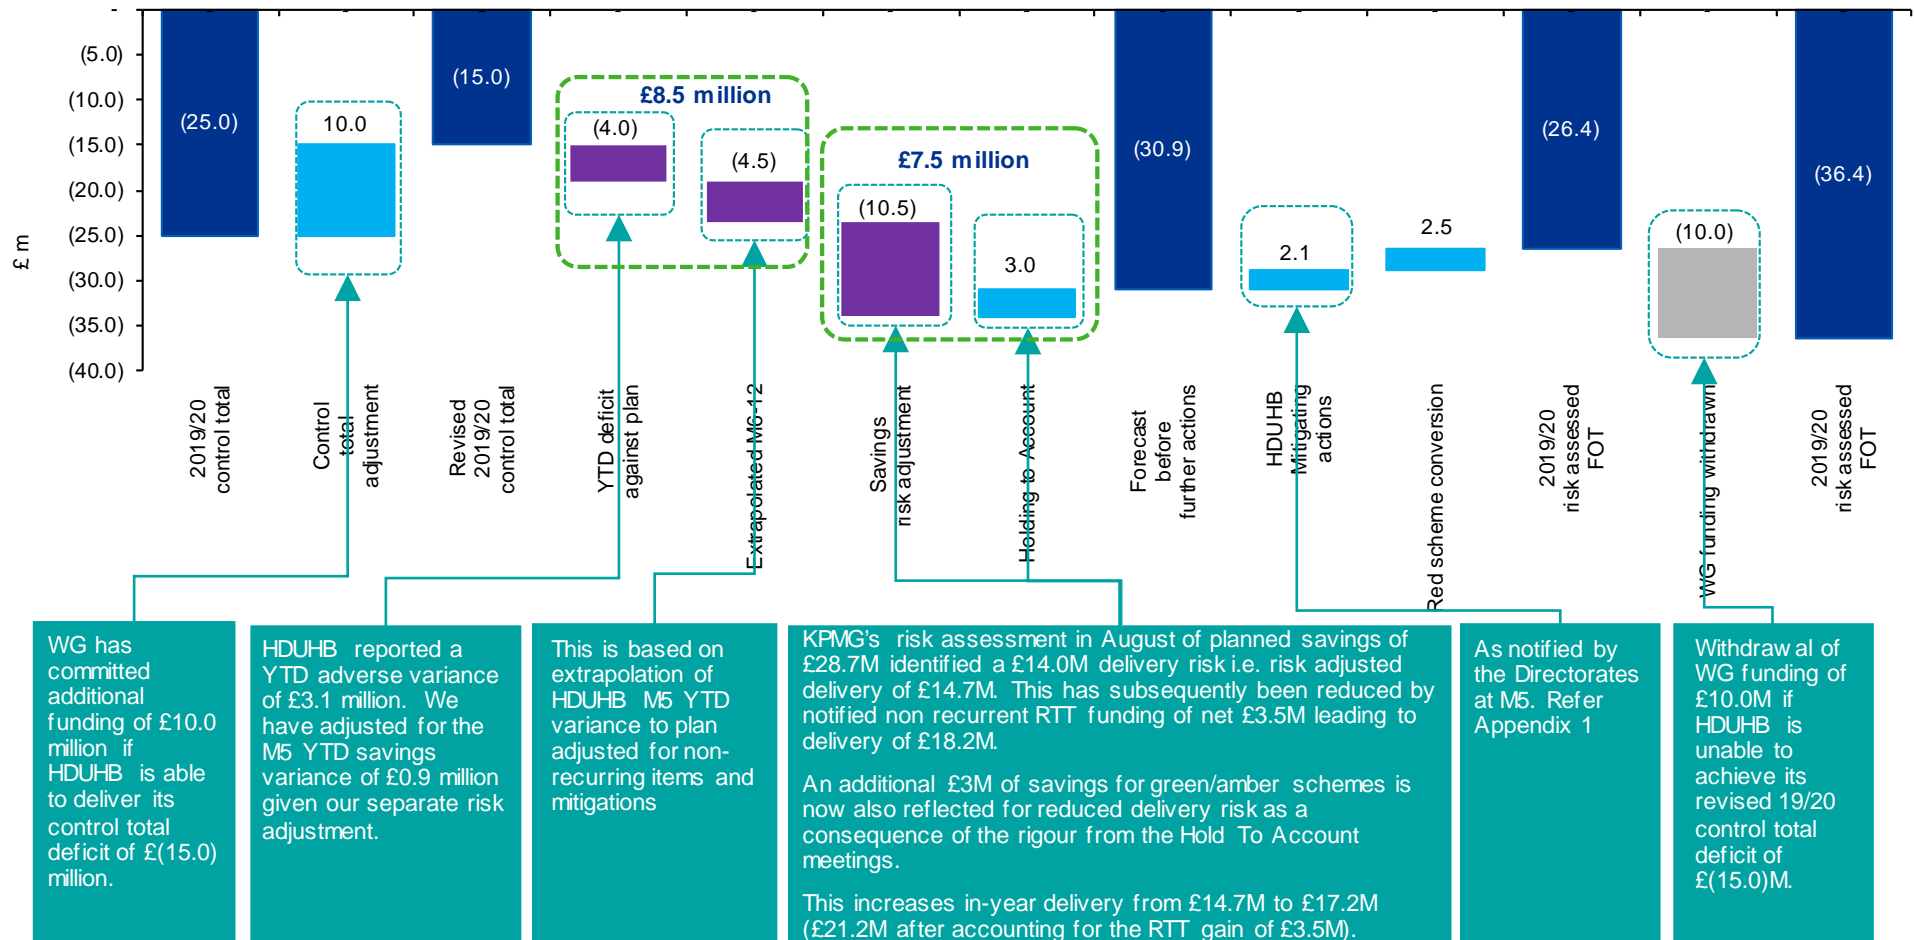 -
(5.0)
(10.0)
(15.0)
(20.0)
(25.0)
(30.0)
(35.0)
(40.0)
£ m
(25.0)
10.0
(15.0)
£8.5 million
(4.0)
(4.5)
£7.5 million
(10.5)
3.0
(30.9)
2.1
2.5
(26.4)
(10.0)
(36.4)
2019/20
control total
Control
total
adjustment
Revised
2019/20
control total
YTD deficit
against plan
Extrapolated M6-12
Savings
risk adjustment
Holding to Account
Forecast
before
further actions
HDUHB
Mitigating
actions
Red scheme conversion
2019/20
risk assessed
FOT
WG funding withdrawn
2019/20
risk assessed
FOT
WG has
committed
additional
funding of £10.0
million if
HDUHB is able
to deliver its
control total
deficit of £(15.0)
million.
HDUHB reported a
YTD adverse variance
of £3.1 million. We
have adjusted for the
M5 YTD savings
variance of £0.9 million
given our separate risk
adjustment.
This is based on
extrapolation of
HDUHB M5 YTD
variance to plan
adjusted for non-
recurring items and
mitigations
KPMG's risk assessment in August of planned savings of
£28.7M identified a £14.0M delivery risk i.e. risk adjusted
delivery of £14.7M. This has subsequently been reduced by
notified non recurrent RTT funding of net £3.5M leading to
delivery of £18.2M.
An additional £3M of savings for green/amber schemes is
now also reflected for reduced delivery risk as a
consequence of the rigour from the Hold To Account
meetings.
This increases in-year delivery from £14.7M to £17.2M
(£21.2M after accounting for the RTT gain of £3.5M).
As notified by
the Directorates
at M5. Refer
Appendix 1
Withdrawal of
WG funding of
£10.0M if
HDUHB is
unable to
achieve its
revised 19/20
control total
deficit of
£(15.0)M.